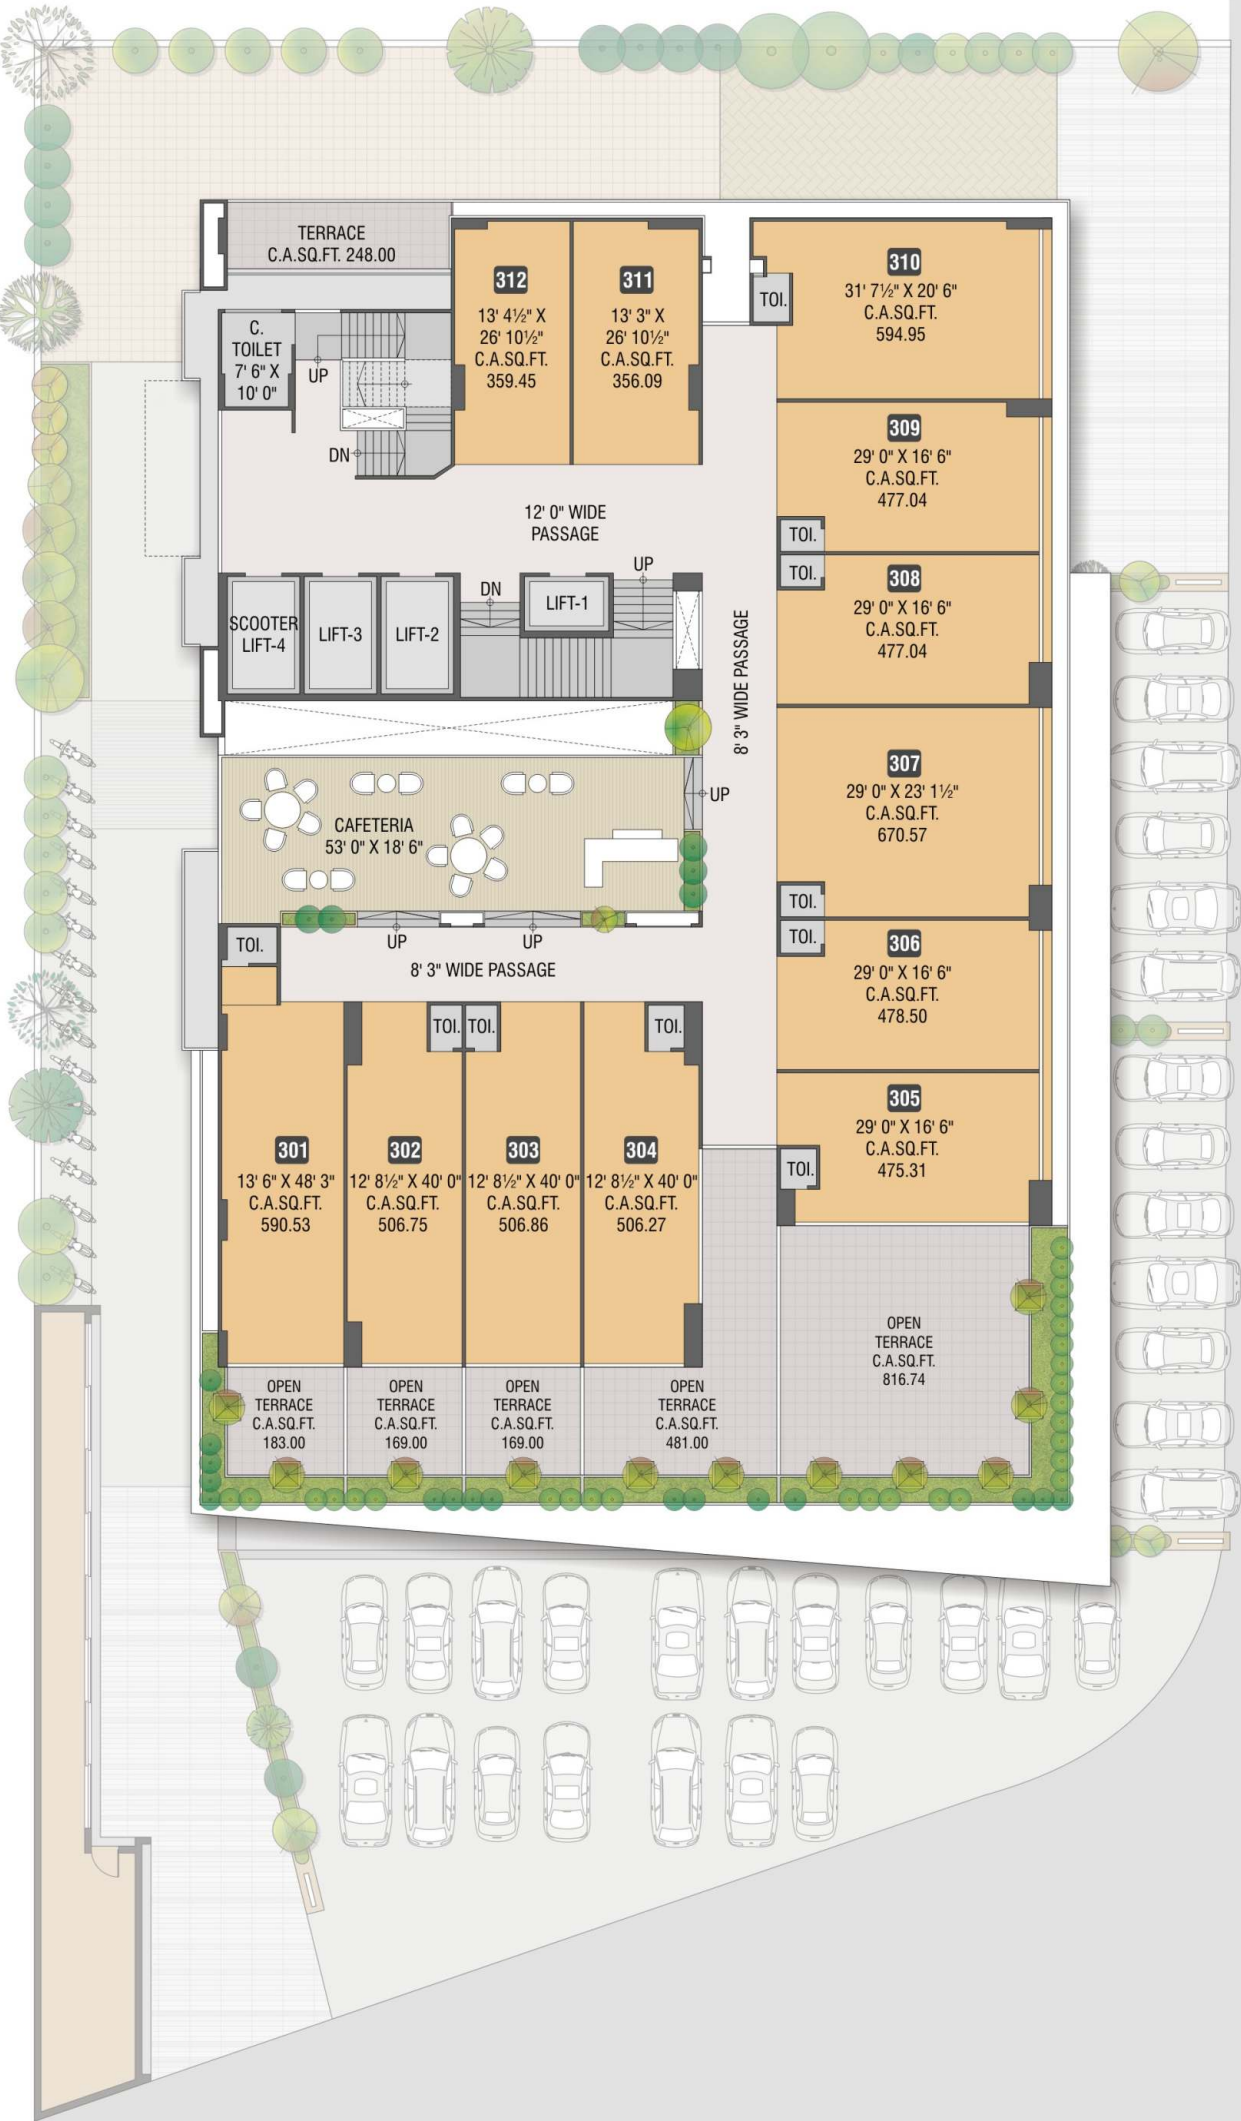 TERRACE
C.A.SQ.FT. 248.00
312
13' 4½" X
26' 10½"
C.A.SQ.FT.
359.45
311
13' 3" X
26' 10½"
C.A.SQ.FT.
356.09
TOI.
310
31' 7½" X 20' 6"
C.A.SQ.FT.
594.95
C.
TOILET
7' 6" X
10' 0"
UP
DN
309
29' 0" X 16' 6"
C.A.SQ.FT.
477.04
TOI.
12' 0" WIDE
PASSAGE
UP
DN
LIFT-1
SCOOTER
LIFT-4
LIFT-3
LIFT-2
TOI.
308
29' 0" X 16' 6"
C.A.SQ.FT.
477.04
8' 3" WIDE PASSAGE
307
29' 0" X 23' 1½"
C.A.SQ.FT.
670.57
TOI.
UP
CAFETERIA
53' 0" X 18' 6"
UP
UP
TOI.
8' 3" WIDE PASSAGE
TOI.
306
29' 0" X 16' 6"
C.A.SQ.FT.
478.50
TOI.
TOI.
TOI.
305
29' 0" X 16' 6"
C.A.SQ.FT.
475.31
TOI.
301
13' 6" X 48' 3"
C.A.SQ.FT.
590.53
302
12' 8½" X 40' 0"
C.A.SQ.FT.
506.75
303
12' 8½" X 40' 0"
C.A.SQ.FT.
506.86
304
12' 8½" X 40' 0"
C.A.SQ.FT.
506.27
OPEN
TERRACE
C.A.SQ.FT.
816.74
OPEN
TERRACE
C.A.SQ.FT.
183.00
OPEN
TERRACE
C.A.SQ.FT.
169.00
OPEN
TERRACE
C.A.SQ.FT.
169.00
OPEN
TERRACE
C.A.SQ.FT.
481.00